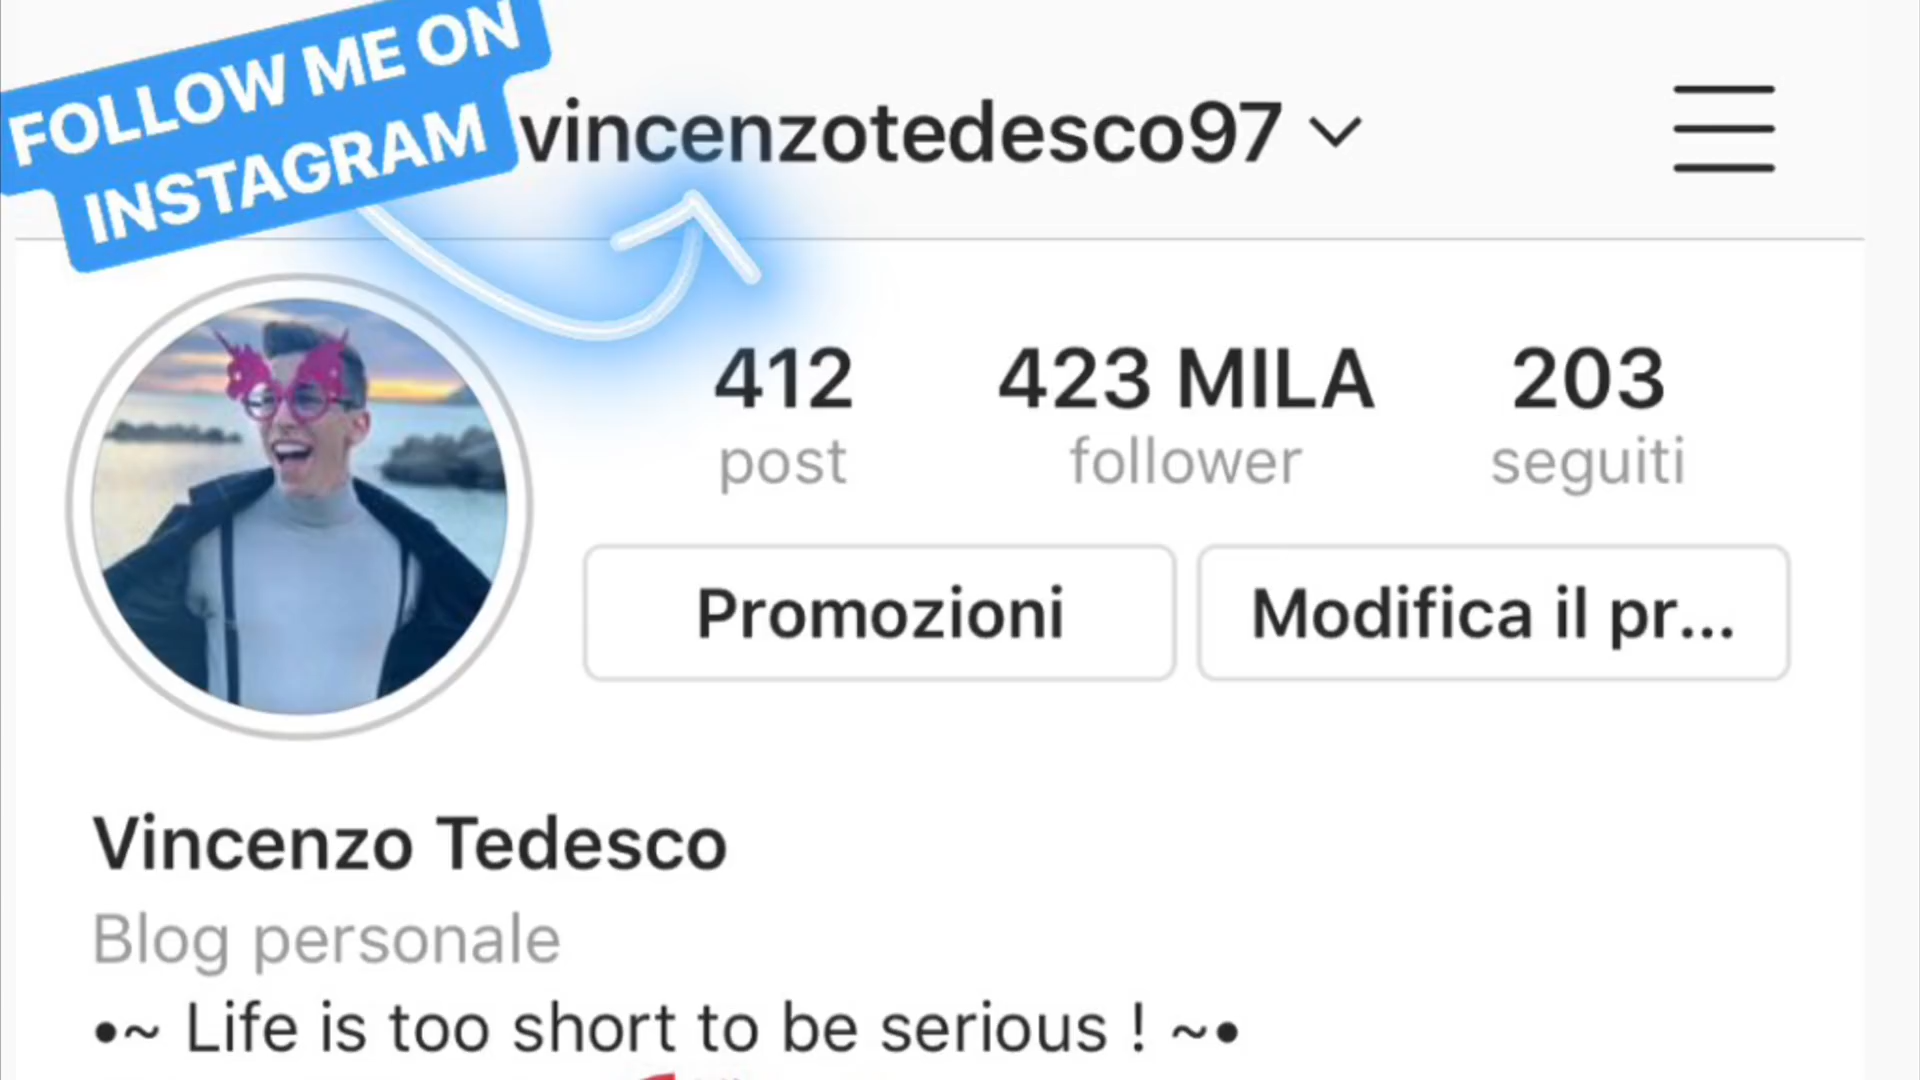 FOLLOW ME ON
INSTAGRAM
vincenzotedesco97
412
post
423 MILA
follower
203
seguiti
Promozioni
Modifica il pr...
Vincenzo Tedesco
Blog personale
•~ Life is too short to be serious ! ~•